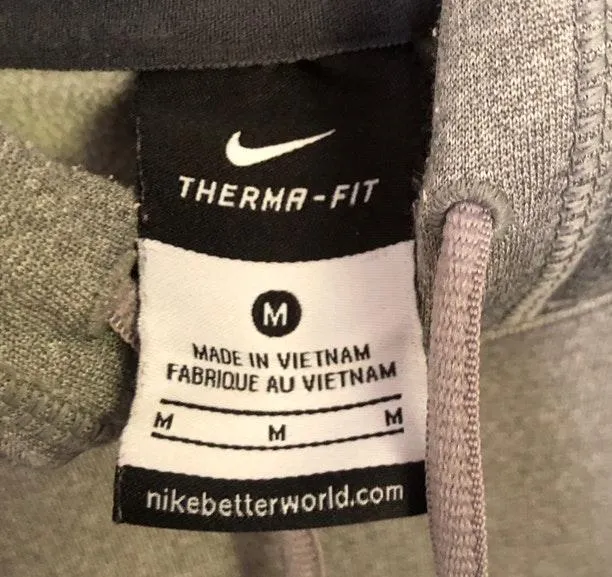 THERMA-FIT
M
MADE IN VIETNAM
FABRIQUE AU VIETNAM
M M M
nikebetterworld.com